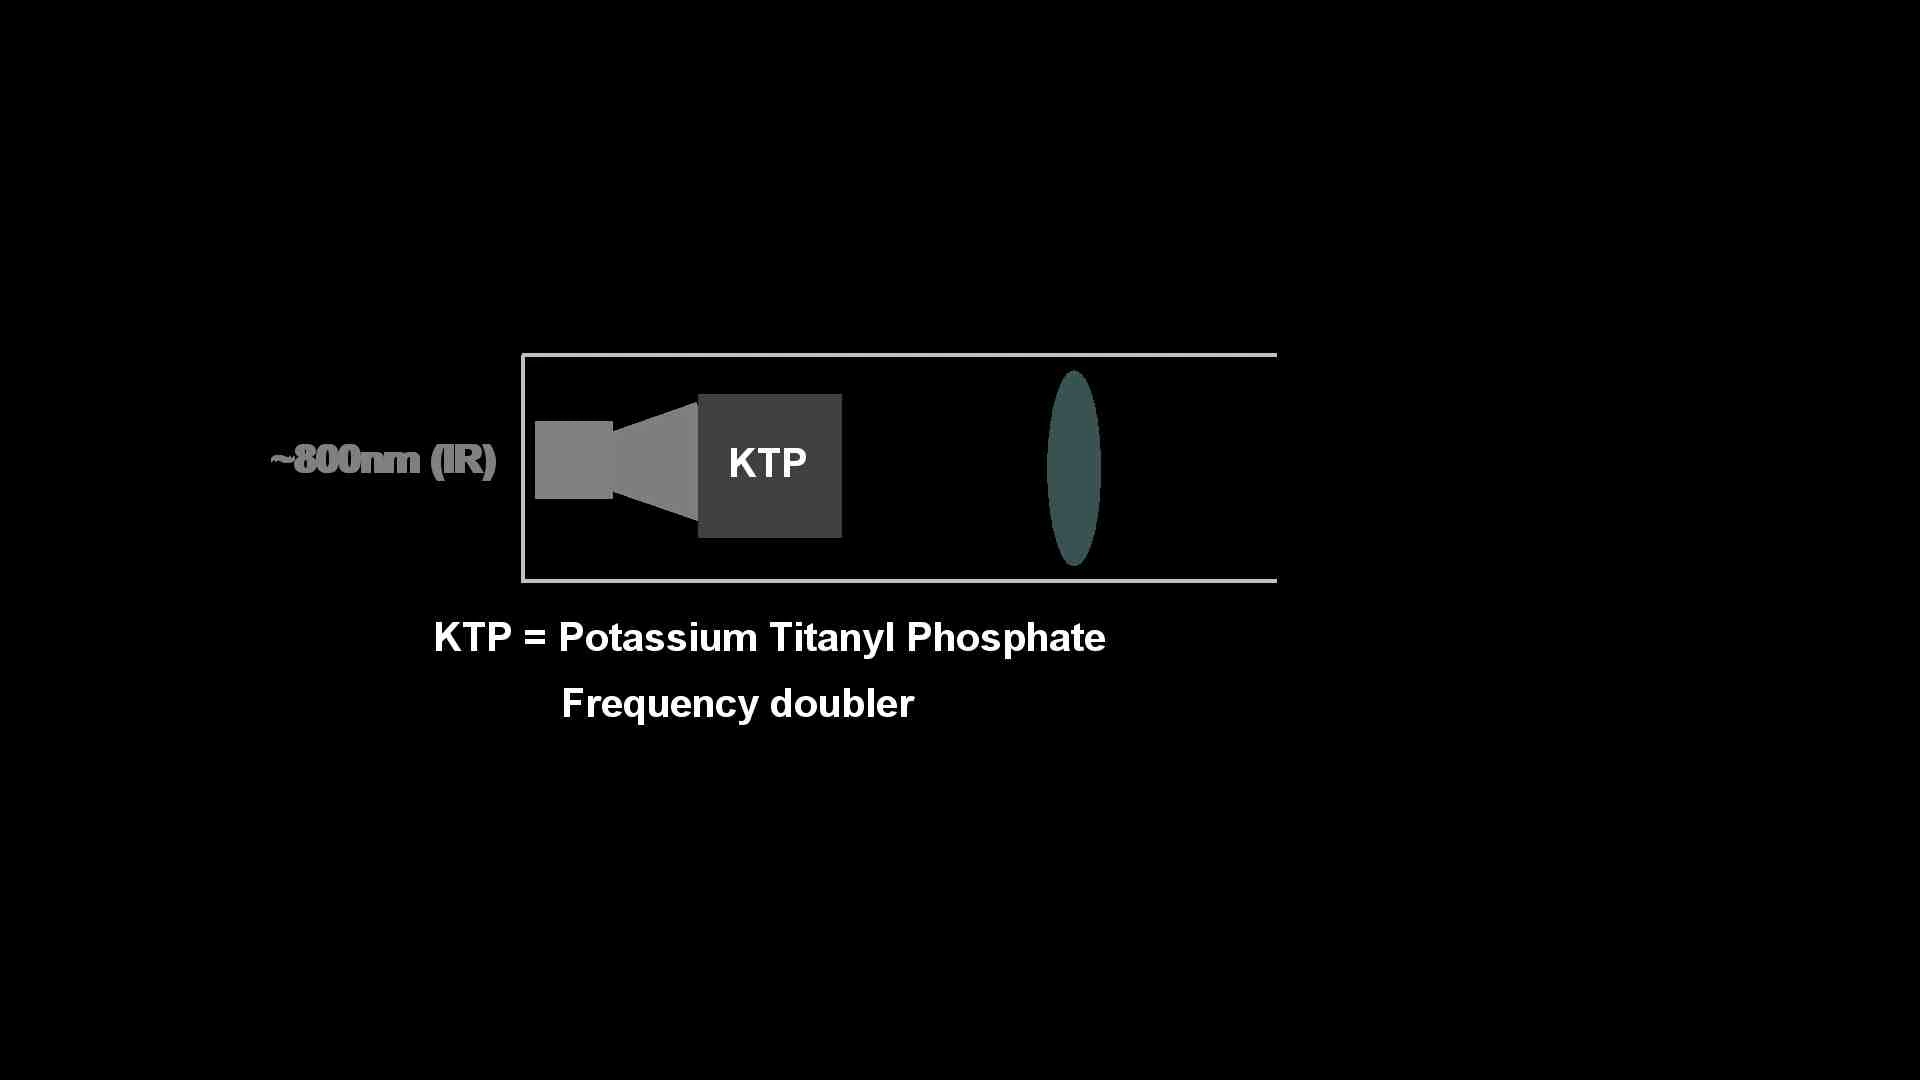 ~800nm (IR)
KTP
KTP = Potassium Titanyl Phosphate
Frequency doubler